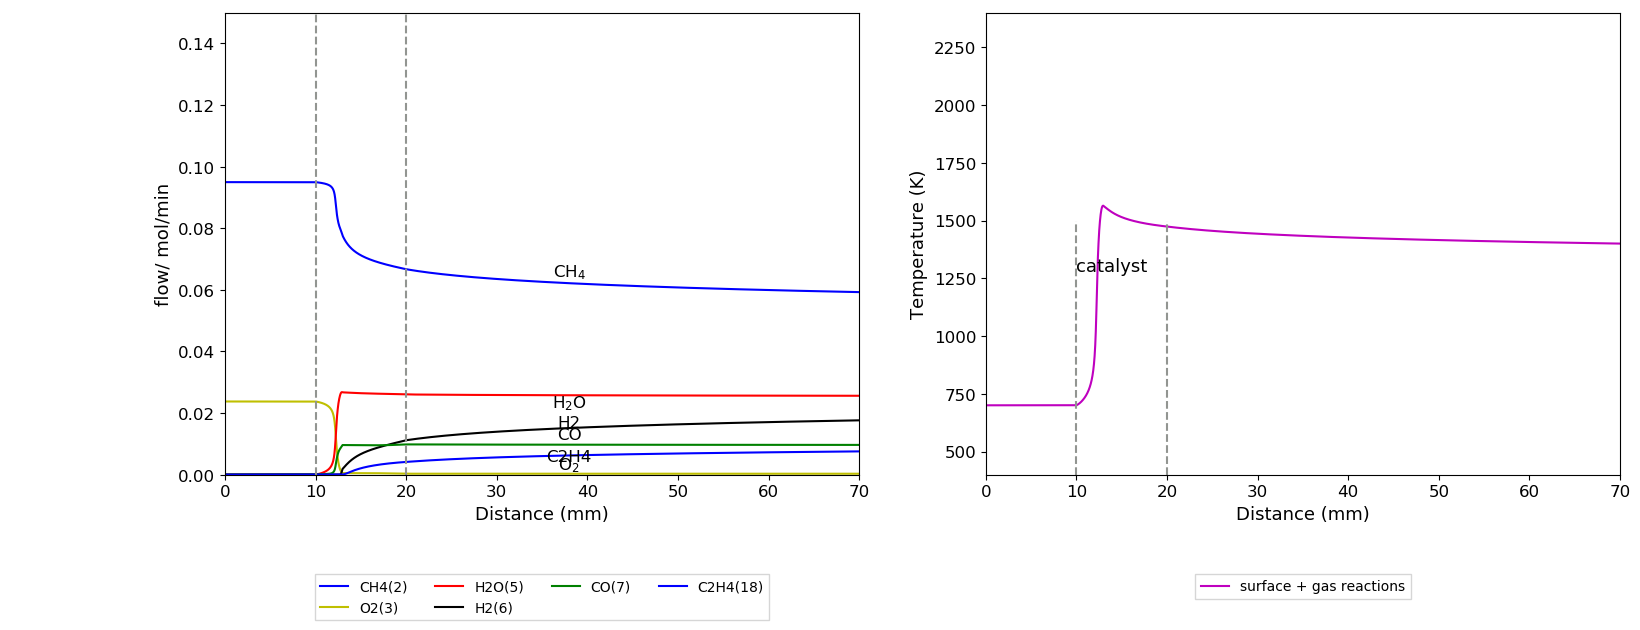 0.14
0.12
0.10
0.08
0.06
0.04
0.02
0.00
flow/ mol/min
CH₄
H₂O
H2
CO
C2H4
O₂
0 10 20 30 40 50 60 70
Distance (mm)
CH4(2) H2O(5) CO(7) C2H4(18)
O2(3) H2(6)
2250
2000
1750
1500
1250
1000
750
500
Temperature (K)
catalyst
0 10 20 30 40 50 60 70
Distance (mm)
surface + gas reactions